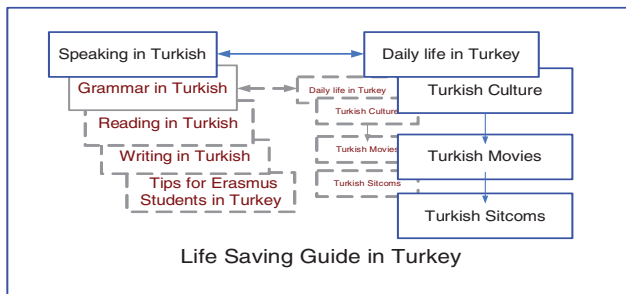 Speaking in Turkish
Daily life in Turkey
Grammar in Turkish
Daily life in Turkey
Turkish Culture
Turkish Culture
Reading in Turkish
Writing in Turkish
Turkish Movies
Turkish Movies
Tips for Erasmus
Students in Turkey
Turkish Sitcoms
Turkish Sitcoms
Life Saving Guide in Turkey